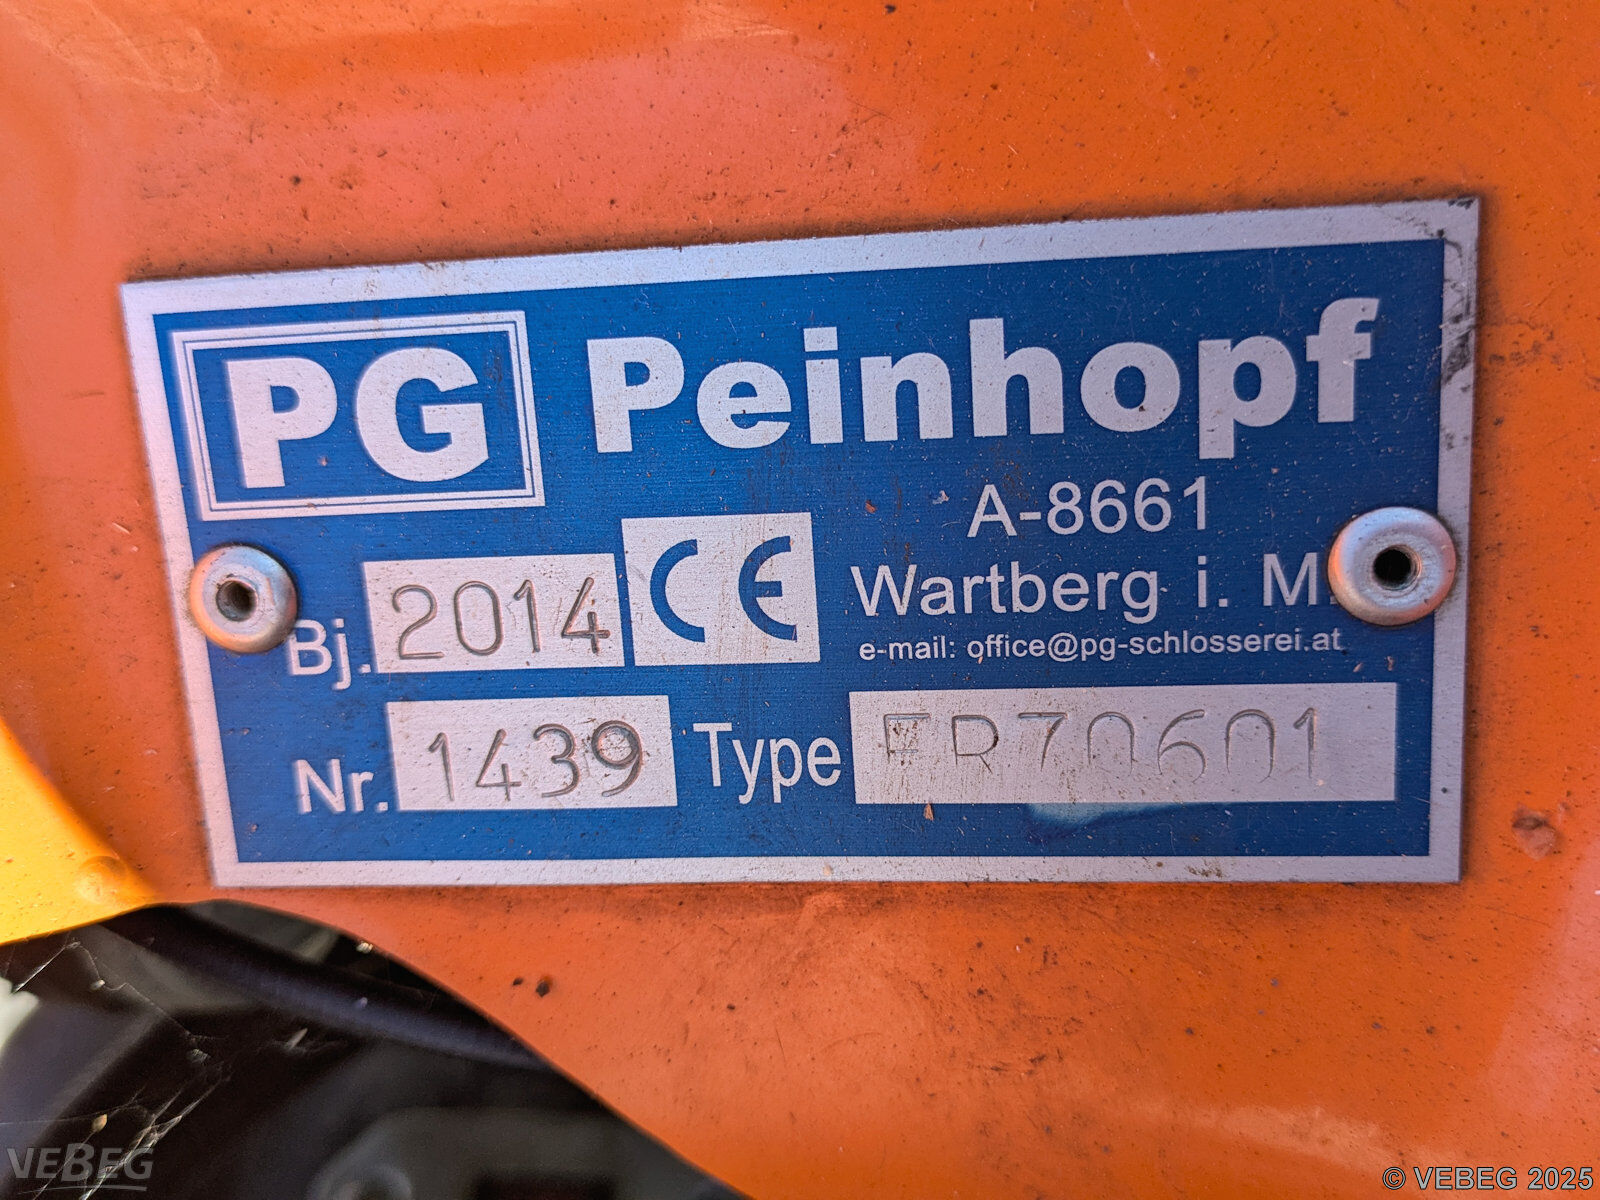 PG Peinhopf
A-8661
Wartberg i. M.
e-mail: office@pg-schlosserei.at
Bj. 2014 CE
Nr. 1439 Type FR70601
VEBEG
© VEBEG 2025